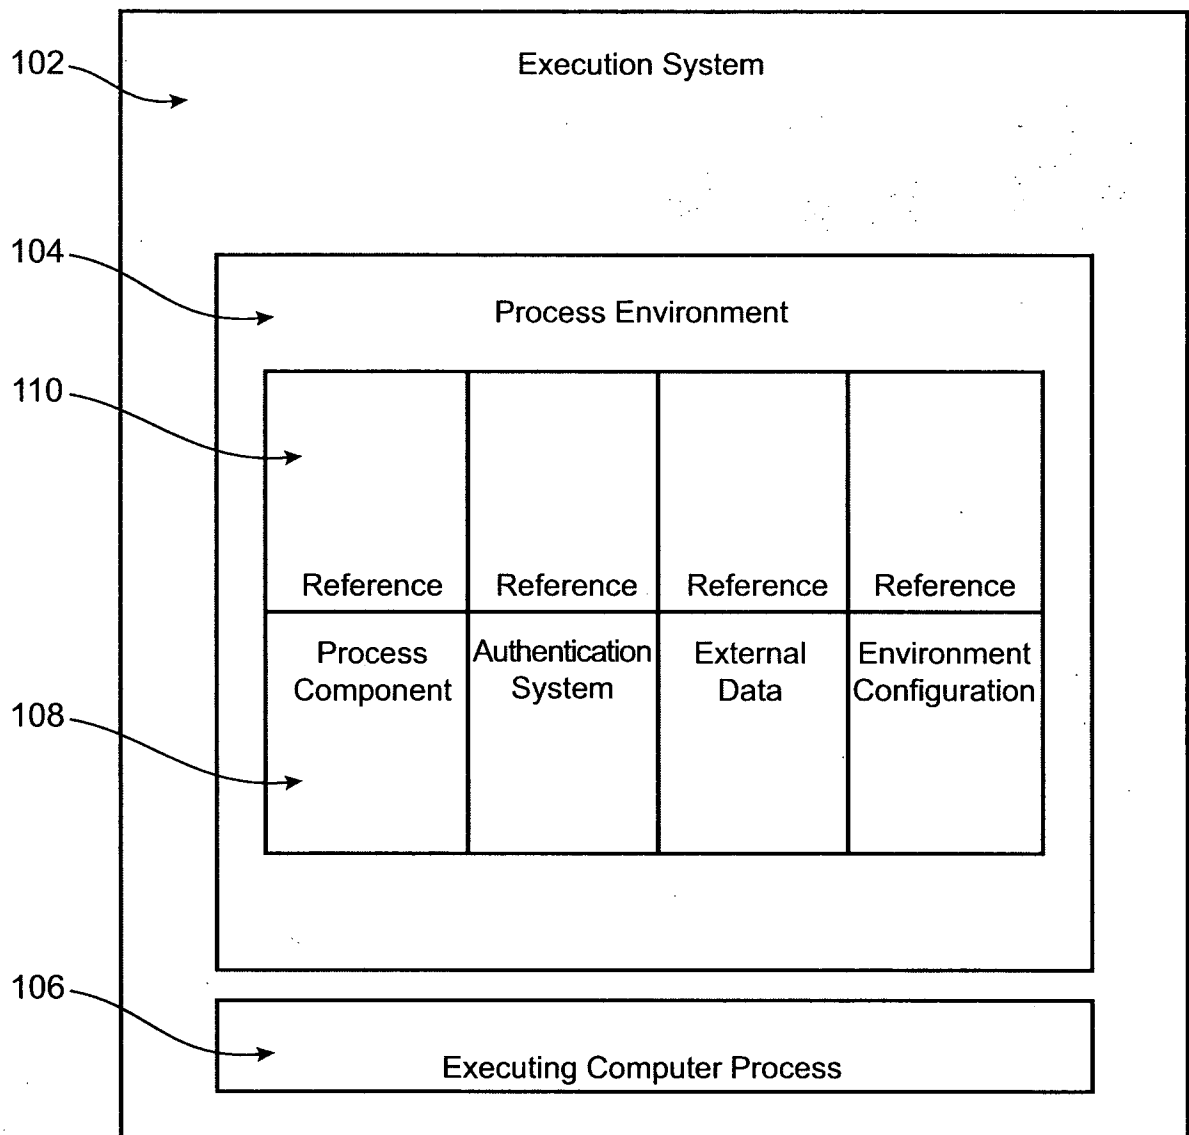 102
Execution System
104
Process Environment
110
Reference Reference Reference Reference
Process Authentication External Environment
Component System Data Configuration
108
106
Executing Computer Process